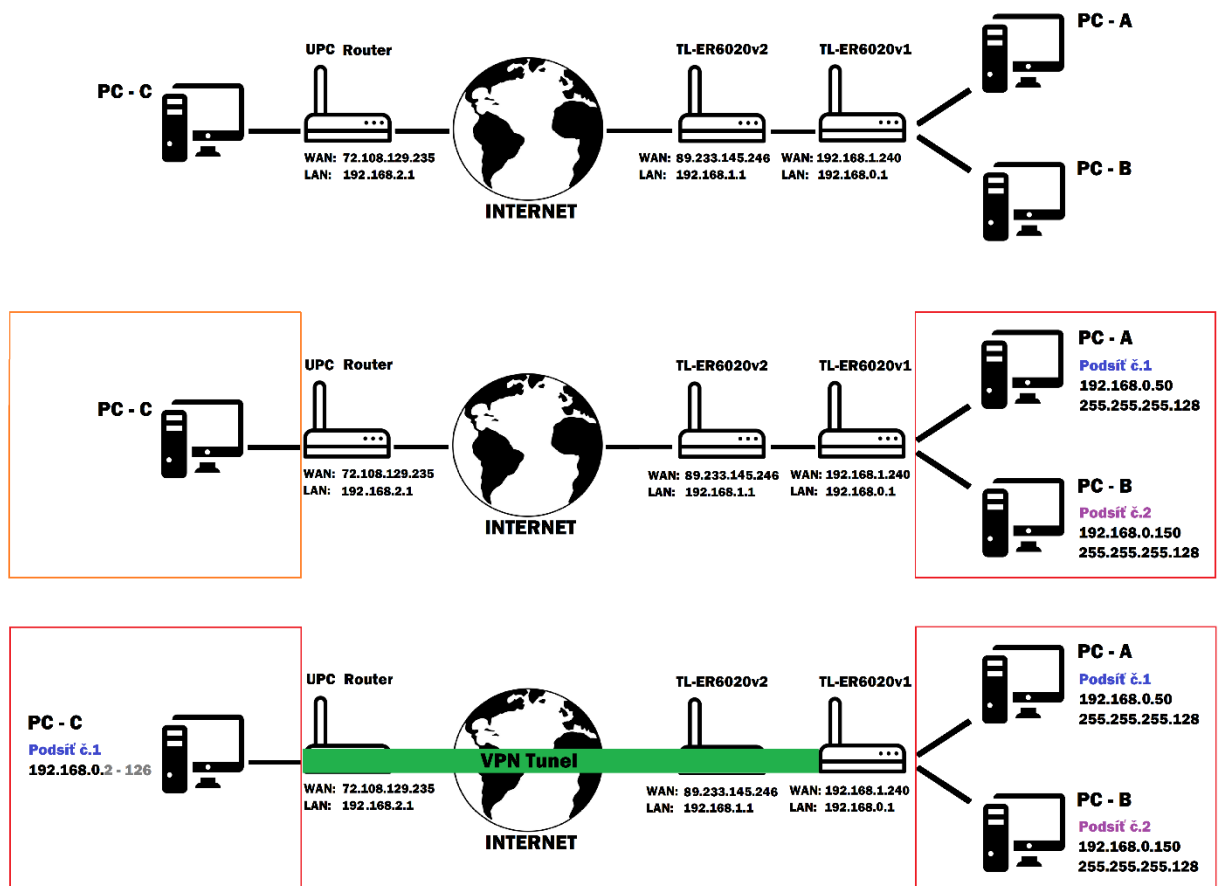 PC - A
UPC Router
TL-ER6020v2
TL-ER6020v1
PC - C
WAN: 72.108.129.235
LAN: 192.168.2.1
WAN: 89.233.145.246
LAN: 192.168.1.1
WAN: 192.168.1.240
LAN: 192.168.0.1
PC - B
INTERNET
PC - A
Podsíť č.1
192.168.0.50
255.255.255.128
UPC Router
TL-ER6020v2
TL-ER6020v1
PC - C
WAN: 72.108.129.235
LAN: 192.168.2.1
WAN: 89.233.145.246
LAN: 192.168.1.1
WAN: 192.168.1.240
LAN: 192.168.0.1
PC - B
Podsíť č.2
192.168.0.150
255.255.255.128
INTERNET
PC - A
Podsíť č.1
192.168.0.50
255.255.255.128
UPC Router
TL-ER6020v2
TL-ER6020v1
PC - C
Podsíť č.1
192.168.0.2 - 126
VPN Tunel
WAN: 72.108.129.235
LAN: 192.168.2.1
WAN: 89.233.145.246
LAN: 192.168.1.1
WAN: 192.168.1.240
LAN: 192.168.0.1
PC - B
Podsíť č.2
192.168.0.150
255.255.255.128
INTERNET